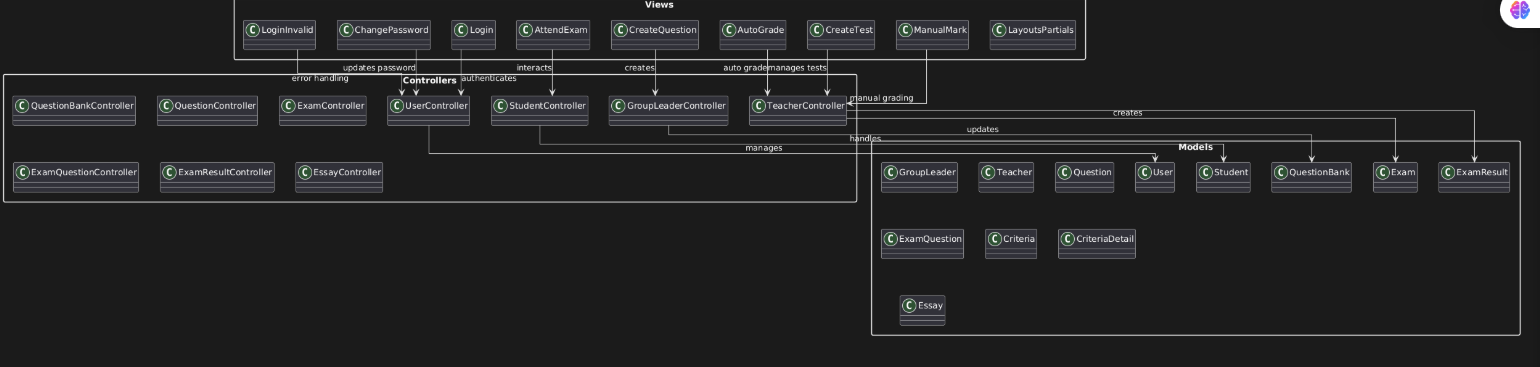 Views
C LoginInvalid
C ChangePassword
C Login
C AttendExam
C CreateQuestion
C AutoGrade
C CreateTest
C ManualMark
C LayoutsPartials
updates password
interacts
creates
auto grade
manages tests
error handling
authenticates
Controllers
manual grading
C QuestionBankController
C QuestionController
C ExamController
C UserController
C StudentController
C GroupLeaderController
C TeacherController
creates
updates
handles
manages
Models
C ExamQuestionController
C ExamResultController
C EssayController
C GroupLeader
C Teacher
C Question
C User
C Student
C QuestionBank
C Exam
C ExamResult
C ExamQuestion
C Criteria
C CriteriaDetail
C Essay